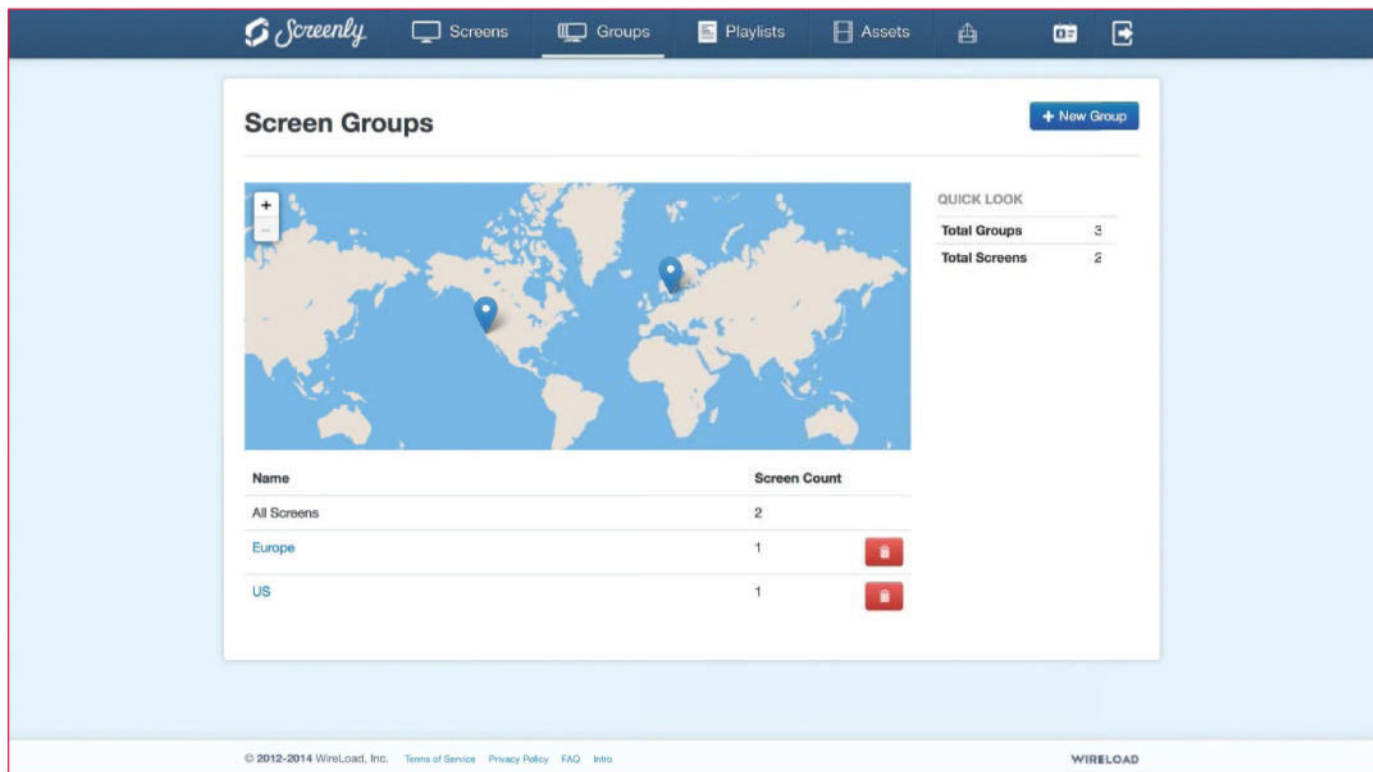 Screenly Screens Groups Playlists Assets
Screen Groups
+ New Group
+
−
QUICK LOOK
Total Groups 3
Total Screens 2
Name Screen Count
All Screens 2
Europe 1
US 1
© 2012-2014 WireLoad, Inc. Terms of Service Privacy Policy FAQ Intro WIRELOAD